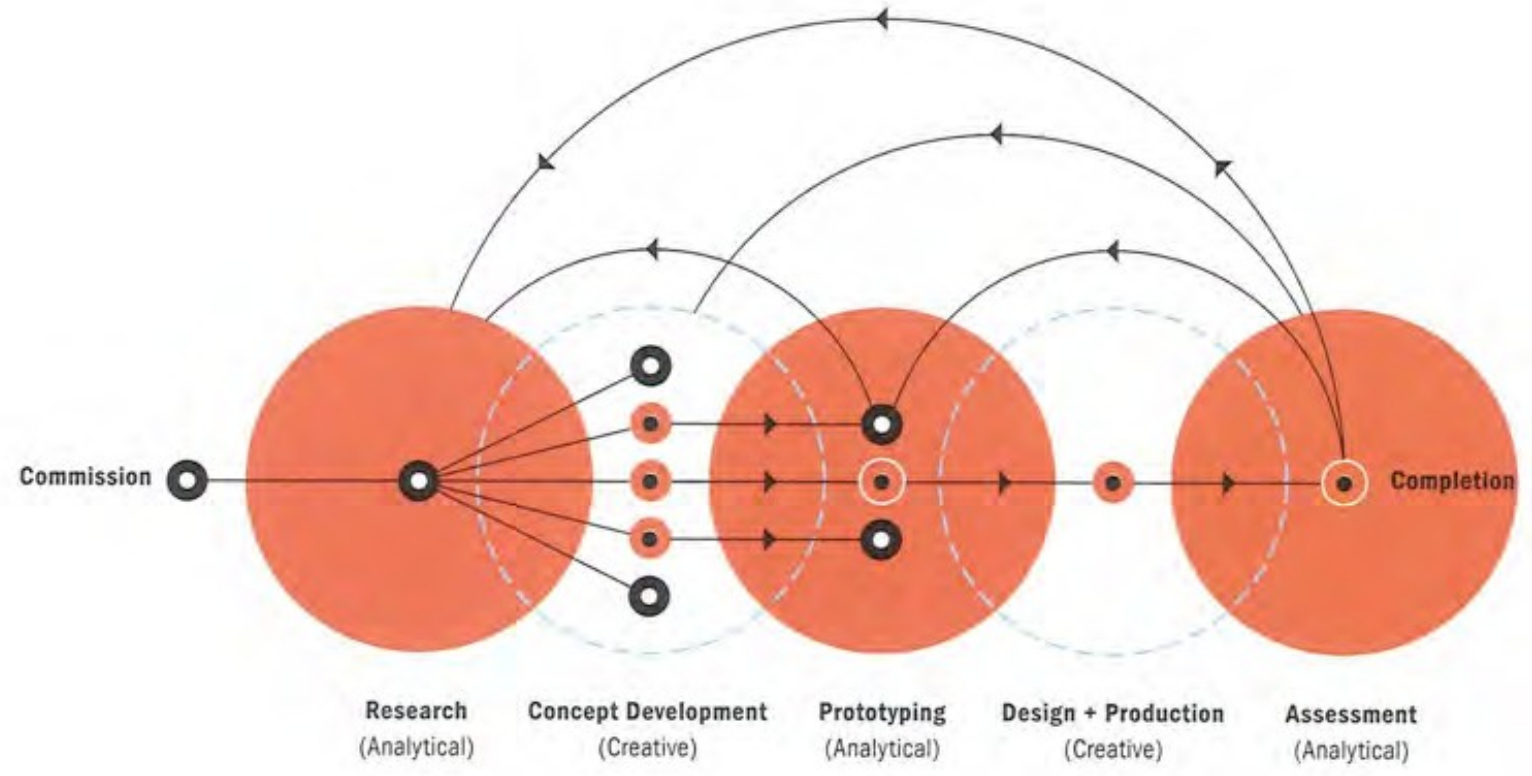 Commission
Completion
Research
(Analytical)
Concept Development
(Creative)
Prototyping
(Analytical)
Design + Production
(Creative)
Assessment
(Analytical)